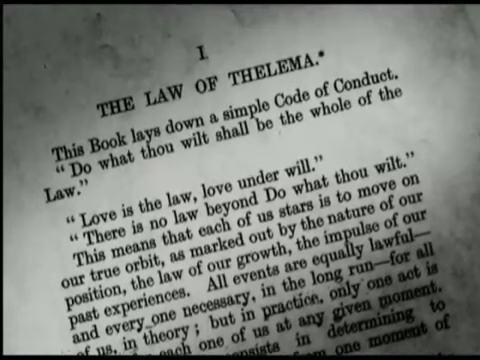 I.
THE LAW OF THELEMA.*
This Book lays down a simple Code of Conduct.
"Do what thou wilt shall be the whole of the
Law."
"Love is the law, love under will."
"There is no law beyond Do what thou wilt."
This means that each of us stars is to move on
our true orbit, as marked out by the nature of our
position, the law of our growth, the impulse of our
past experiences. All events are equally lawful—
and every one necessary, in the long run—for all
of us, in theory; but in practice, only one act is
each one of us at any given moment.
in determining to
one moment of